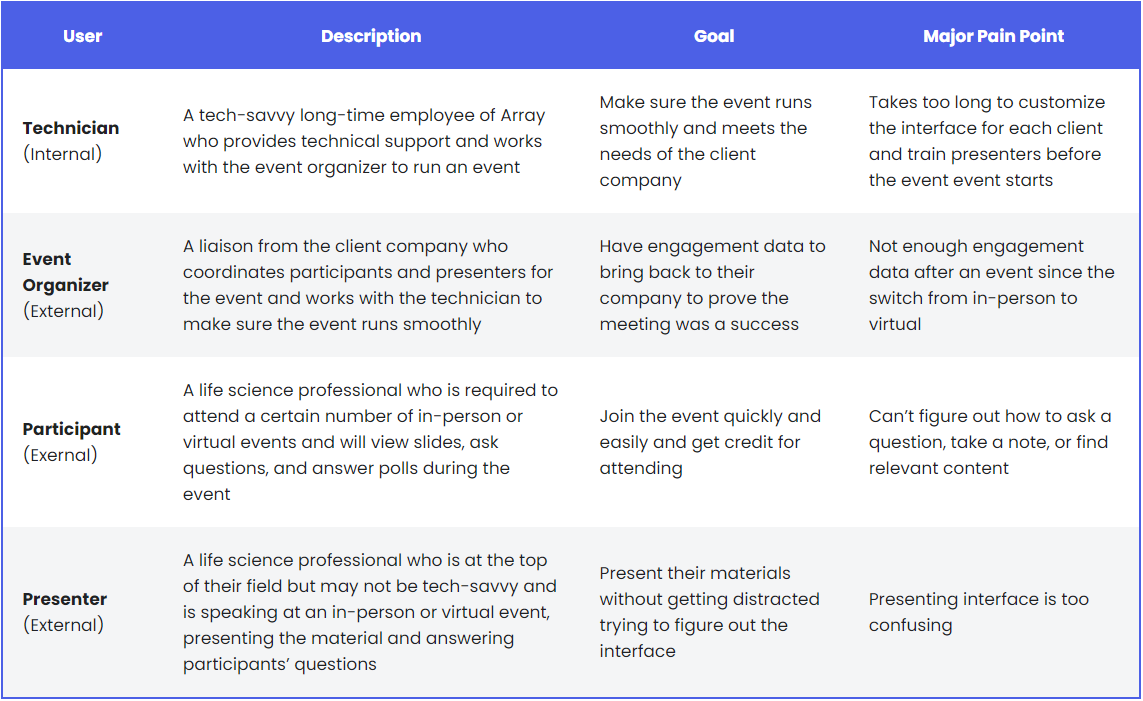 User
Description
Goal
Major Pain Point
Technician
(Internal)
A tech-savvy long-time employee of Array
who provides technical support and works
with the event organizer to run an event
Make sure the event runs
smoothly and meets the
needs of the client
company
Takes too long to customize
the interface for each client
and train presenters before
the event event starts
Event
Organizer
(External)
A liaison from the client company who
coordinates participants and presenters for
the event and works with the technician to
make sure the event runs smoothly
Have engagement data to
bring back to their
company to prove the
meeting was a success
Not enough engagement
data after an event since the
switch from in-person to
virtual
Participant
(Exernal)
A life science professional who is required to
attend a certain number of in-person or
virtual events and will view slides, ask
questions, and answer polls during the
event
Join the event quickly and
easily and get credit for
attending
Can’t figure out how to ask a
question, take a note, or find
relevant content
Presenter
(External)
A life science professional who is at the top
of their field but may not be tech-savvy and
is speaking at an in-person or virtual event,
presenting the material and answering
participants’ questions
Present their materials
without getting distracted
trying to figure out the
interface
Presenting interface is too
confusing